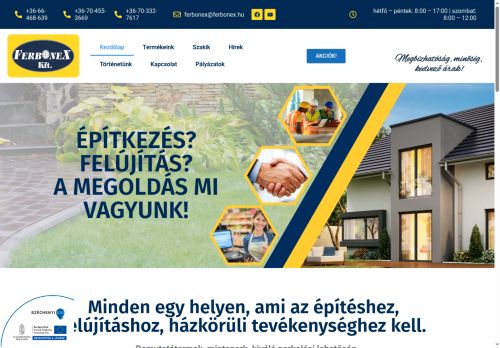 +36-66-468-639
+36-70-455-3669
+36-70-332-7617
ferbonex@ferbonex.hu
hétfő – péntek: 8:00 – 17:00 | szombat: 8:00 – 12:00
FERBONEX
Kft.
Kezdőlap
Termékeink
Szakik
Hírek
Történetünk
Kapcsolat
Pályázatok
AKCIÓK!
Megbízhatóság, minőség,
kedvező árak!
ÉPÍTKEZÉS?
FELÚJÍTÁS?
A MEGOLDÁS MI
VAGYUNK!
Minden egy helyen, ami az építéshez,
elújításhoz, házkörüli tevékenységhez kell.
SZÉCHENYI